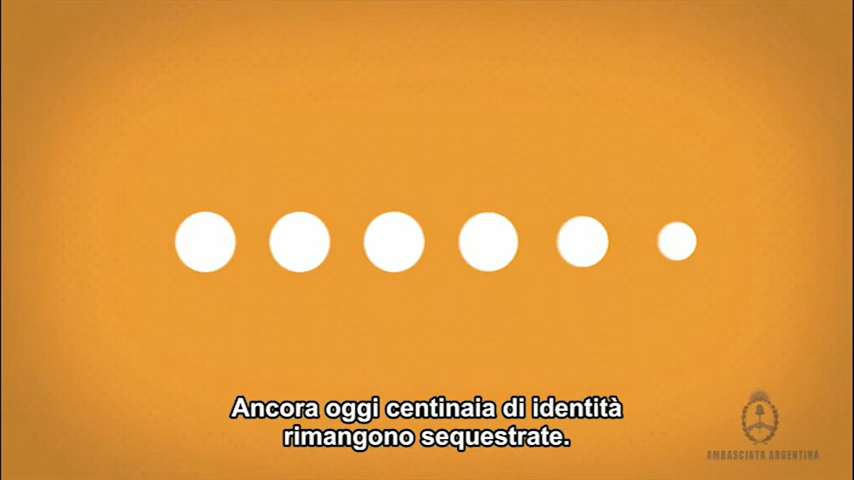 Ancora oggi centinaia di identità
rimangono sequestrate.
AMBASCIATA ARGENTINA